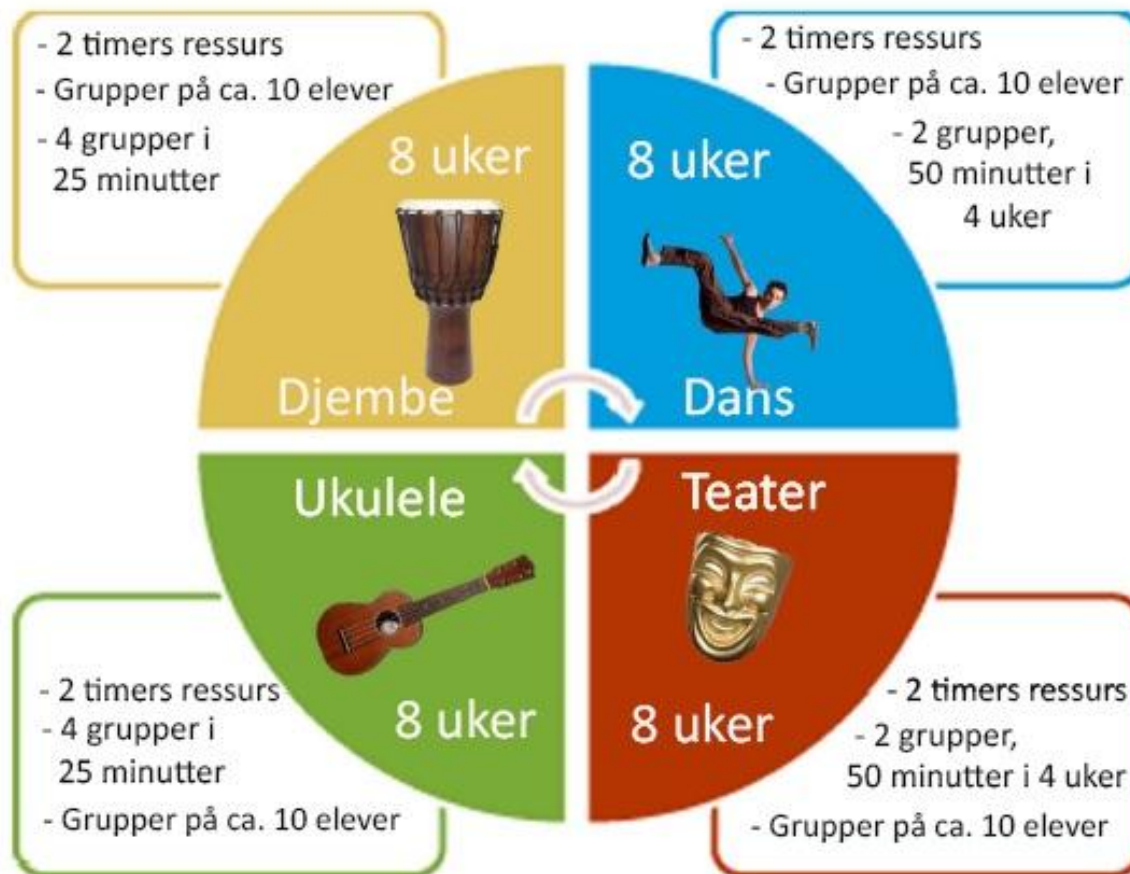 - 2 timers ressurs
- Grupper på ca. 10 elever
- 4 grupper i
25 minutter
8 uker
Djembe
- 2 timers ressurs
- Grupper på ca. 10 elever
- 2 grupper,
50 minutter i
4 uker
8 uker
Dans
Ukulele
8 uker
- 2 timers ressurs
- 4 grupper i
25 minutter
- Grupper på ca. 10 elever
Teater
8 uker
- 2 timers ressurs
- 2 grupper,
50 minutter i 4 uker
- Grupper på ca. 10 elever